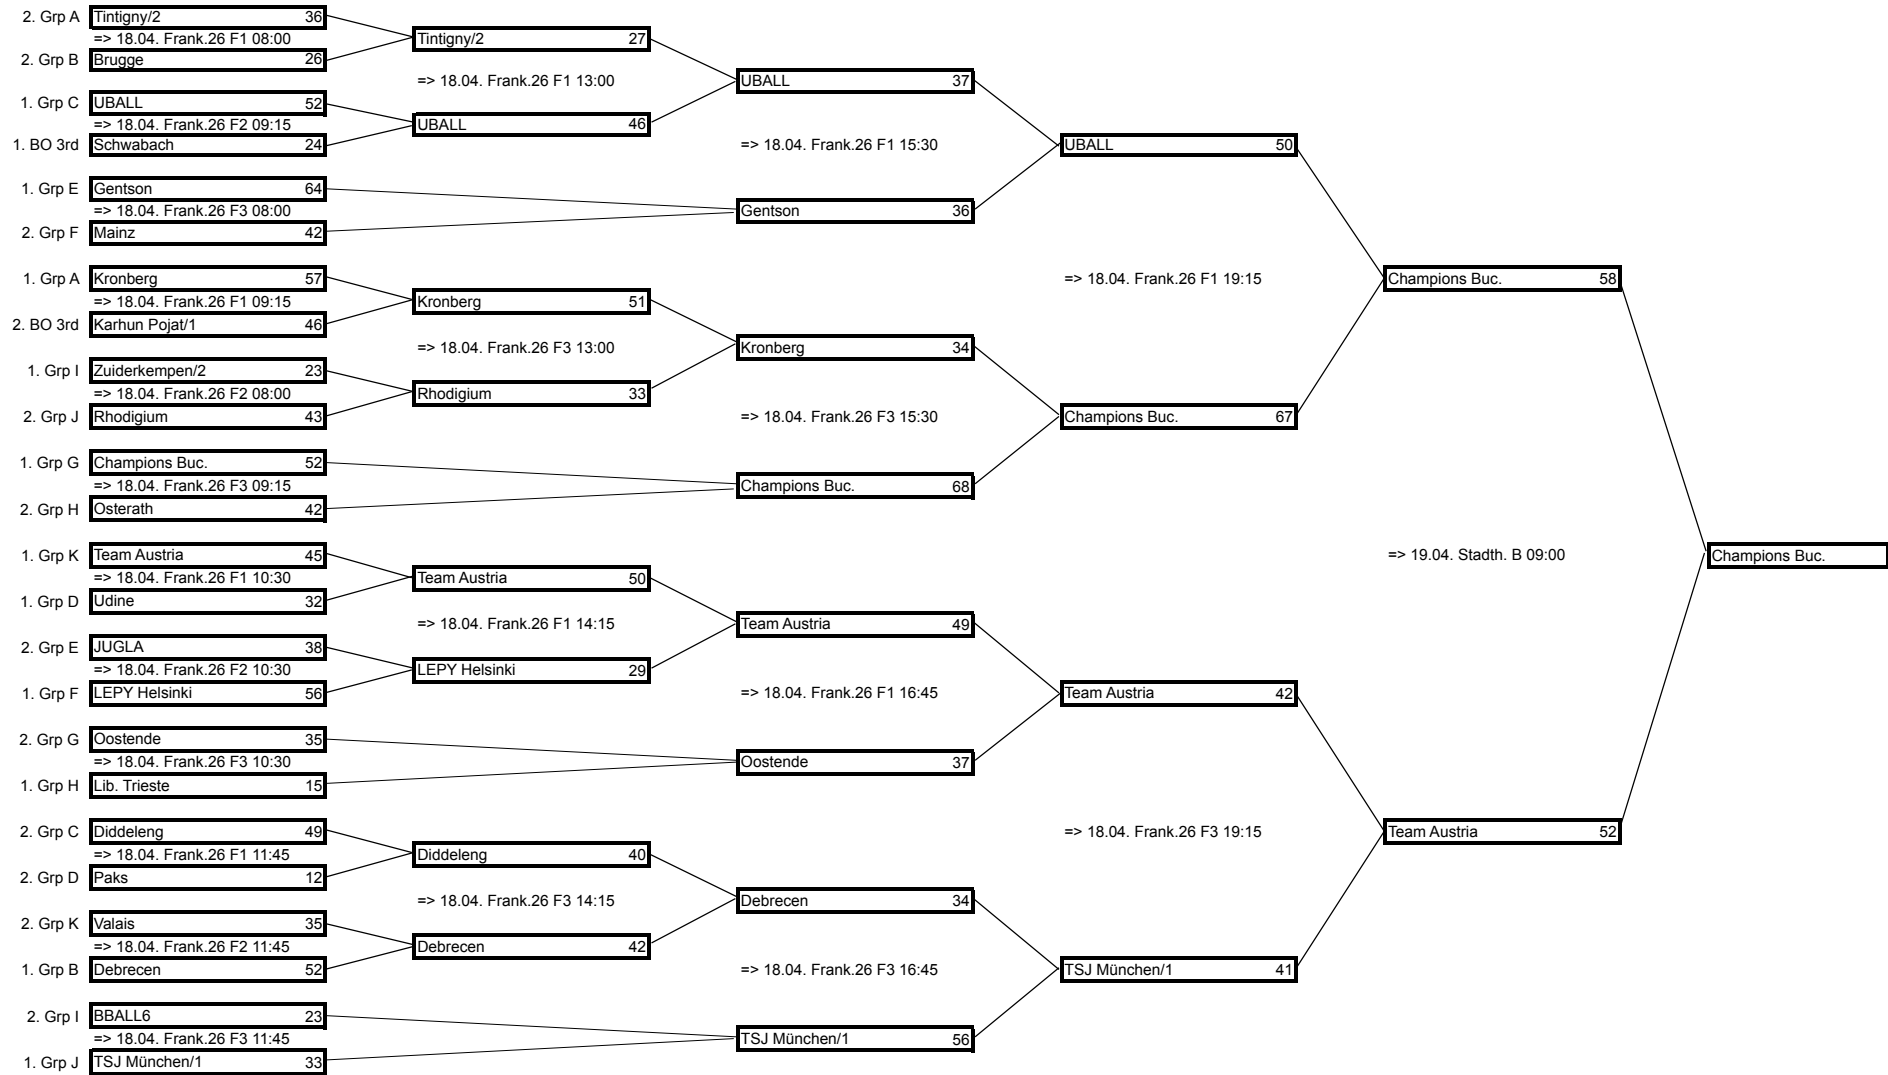 2. Grp A Tintigny/2 36
=> 18.04. Frank.26 F1 08:00
2. Grp B Brugge 26
Tintigny/2 27
=> 18.04. Frank.26 F1 13:00
1. Grp C UBALL 52
=> 18.04. Frank.26 F2 09:15
1. BO 3rd Schwabach 24
UBALL 46
UBALL 37
=> 18.04. Frank.26 F1 15:30
1. Grp E Gentson 64
=> 18.04. Frank.26 F3 08:00
2. Grp F Mainz 42
Gentson 36
UBALL 50
=> 18.04. Frank.26 F1 19:15
1. Grp A Kronberg 57
=> 18.04. Frank.26 F1 09:15
2. BO 3rd Karhun Pojat/1 46
Kronberg 51
=> 18.04. Frank.26 F3 13:00
1. Grp I Zuiderkempen/2 23
=> 18.04. Frank.26 F2 08:00
2. Grp J Rhodigium 43
Rhodigium 33
Kronberg 34
=> 18.04. Frank.26 F3 15:30
1. Grp G Champions Buc. 52
=> 18.04. Frank.26 F3 09:15
2. Grp H Osterath 42
Champions Buc. 68
Champions Buc. 67
Champions Buc. 58
=> 19.04. Stadth. B 09:00
Champions Buc.
1. Grp K Team Austria 45
=> 18.04. Frank.26 F1 10:30
1. Grp D Udine 32
Team Austria 50
=> 18.04. Frank.26 F1 14:15
2. Grp E JUGLA 38
=> 18.04. Frank.26 F2 10:30
1. Grp F LEPY Helsinki 56
LEPY Helsinki 29
Team Austria 49
=> 18.04. Frank.26 F1 16:45
2. Grp G Oostende 35
=> 18.04. Frank.26 F3 10:30
1. Grp H Lib. Trieste 15
Oostende 37
Team Austria 42
=> 18.04. Frank.26 F3 19:15
Team Austria 52
2. Grp C Diddeleng 49
=> 18.04. Frank.26 F1 11:45
2. Grp D Paks 12
Diddeleng 40
=> 18.04. Frank.26 F3 14:15
2. Grp K Valais 35
=> 18.04. Frank.26 F2 11:45
1. Grp B Debrecen 52
Debrecen 42
Debrecen 34
=> 18.04. Frank.26 F3 16:45
2. Grp I BBALL6 23
=> 18.04. Frank.26 F3 11:45
1. Grp J TSJ München/1 33
TSJ München/1 56
TSJ München/1 41